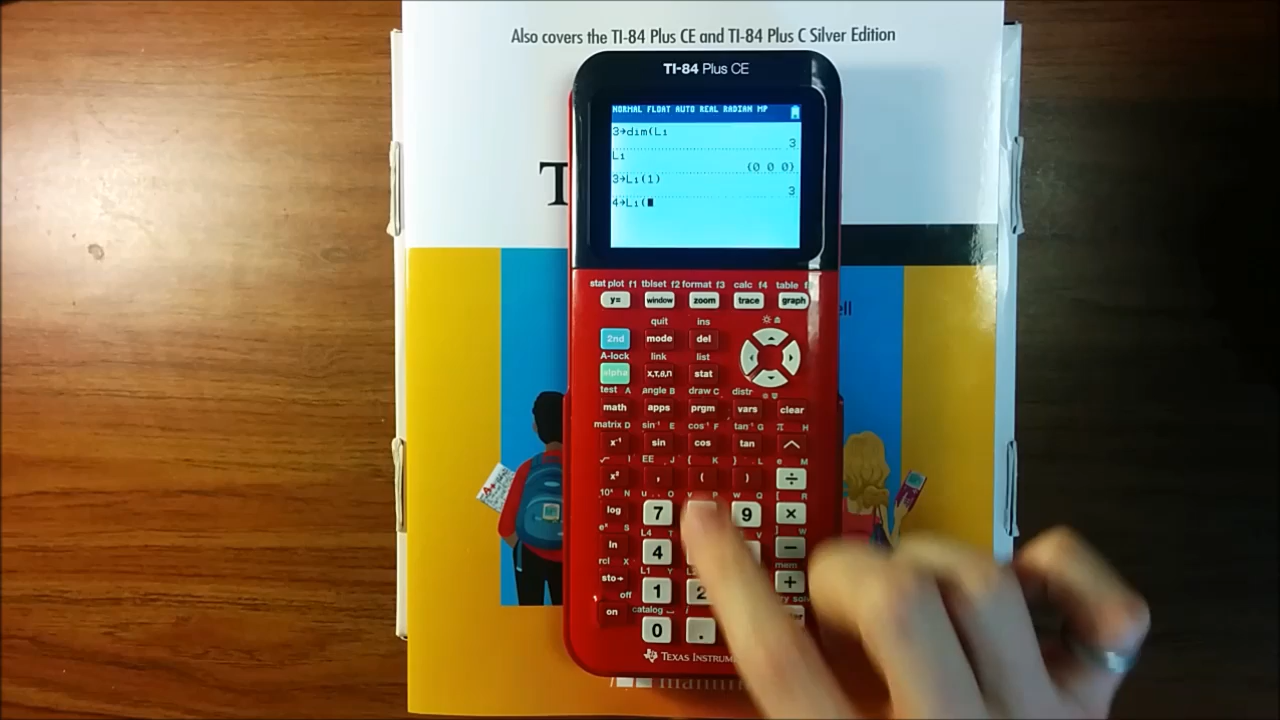 Also covers the TI-84 Plus CE and TI-84 Plus C Silver Edition
T
TI-84 Plus CE
NORMAL FLOAT AUTO REAL RADIAN MP
3→dim(L1
3
L1
{0 0 0}
3→L1(1)
3
4→L1(
stat plot f1 tblset f2 format f3 calc f4 table f
y= window zoom trace graph
quit ins
2nd mode del
A-lock link list
alpha X,T,θ,n stat
test A angle B draw C distr
math apps prgm vars clear
matrix D sin⁻¹ E cos⁻¹ F tan⁻¹ G π H
x⁻¹ sin cos tan ^
√ I EE J { K } L e M
x² , ( ) ÷
10ˣ N u O v P w Q [ R
log 7 9 ×
eˣ S L4 T V ] W
ln 4 −
rcl X L1 Y mem
sto→ 1 2 +
off catalog i
on 0 .
TEXAS INSTRUM
ell
A+